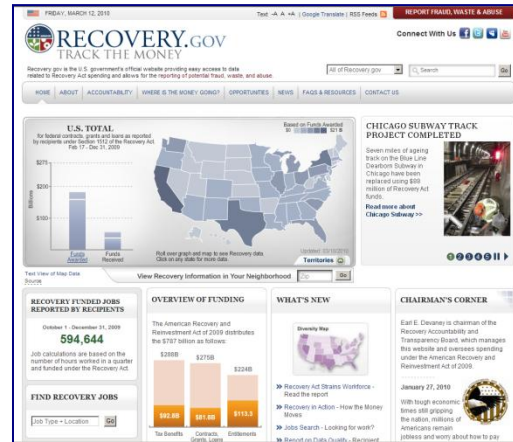 FRIDAY, MARCH 12, 2010
Text -A A +A | Google Translate | RSS Feeds
REPORT FRAUD, WASTE & ABUSE
RECOVERY.GOV
TRACK THE MONEY
Connect With Us
Recovery.gov is the U.S. government's official website providing easy access to data
related to Recovery Act spending and allows for the reporting of potential fraud, waste, and abuse.
All of Recovery.gov
Search
Go
HOME
ABOUT
ACCOUNTABILITY
WHERE IS THE MONEY GOING?
OPPORTUNITIES
NEWS
FAQS & RESOURCES
CONTACT US
U.S. TOTAL
for federal contracts, grants and loans as reported
by recipients under Section 1512 of the Recovery Act.
Feb 17 - Dec 31, 2009
$275
$200
$100
Billions
Funds
Awarded
Funds
Received
Based on Funds Awarded
Roll over graph and map to see Recovery data.
Click on any state for more data.
Territories
Text View of Map Data
Source
View Recovery Information in Your Neighborhood
Zip
Go
CHICAGO SUBWAY TRACK
PROJECT COMPLETED
Seven miles of ageing
track on the Blue Line
Dearborn Subway in
Chicago have been
replaced using $88
million of Recovery Act
funds.
Read more about
Chicago Subway >>
1 2 3 4 5
RECOVERY FUNDED JOBS
REPORTED BY RECIPIENTS
October 1 - December 31, 2009
594,644
Job calculations are based on the
number of hours worked in a quarter
and funded under the Recovery Act.
FIND RECOVERY JOBS
Job Type + Location
Go
OVERVIEW OF FUNDING
The American Recovery and
Reinvestment Act of 2009 distributes
the $787 billion as follows:
$288B
$275B
$224B
$92.8B
$81.8B
$113.3
Tax Benefits
Contracts,
Grants, Loans
Entitlements
WHAT'S NEW
Diversity Map
>> Recovery Act Strains Workforce -
Read the report
>> Recovery in Action - How the Money
Moves
>> Jobs Search - Looking for work?
>> Report on Data Quality - Recipient
CHAIRMAN'S CORNER
Earl E. Devaney is chairman of the
Recovery Accountability and
Transparency Board, which manages
this website and oversees spending
under the American Recovery and
Reinvestment Act of 2009.
January 27, 2010
With tough economic
times still gripping
the nation, millions of
Americans remain
jobless and worry about how to pay